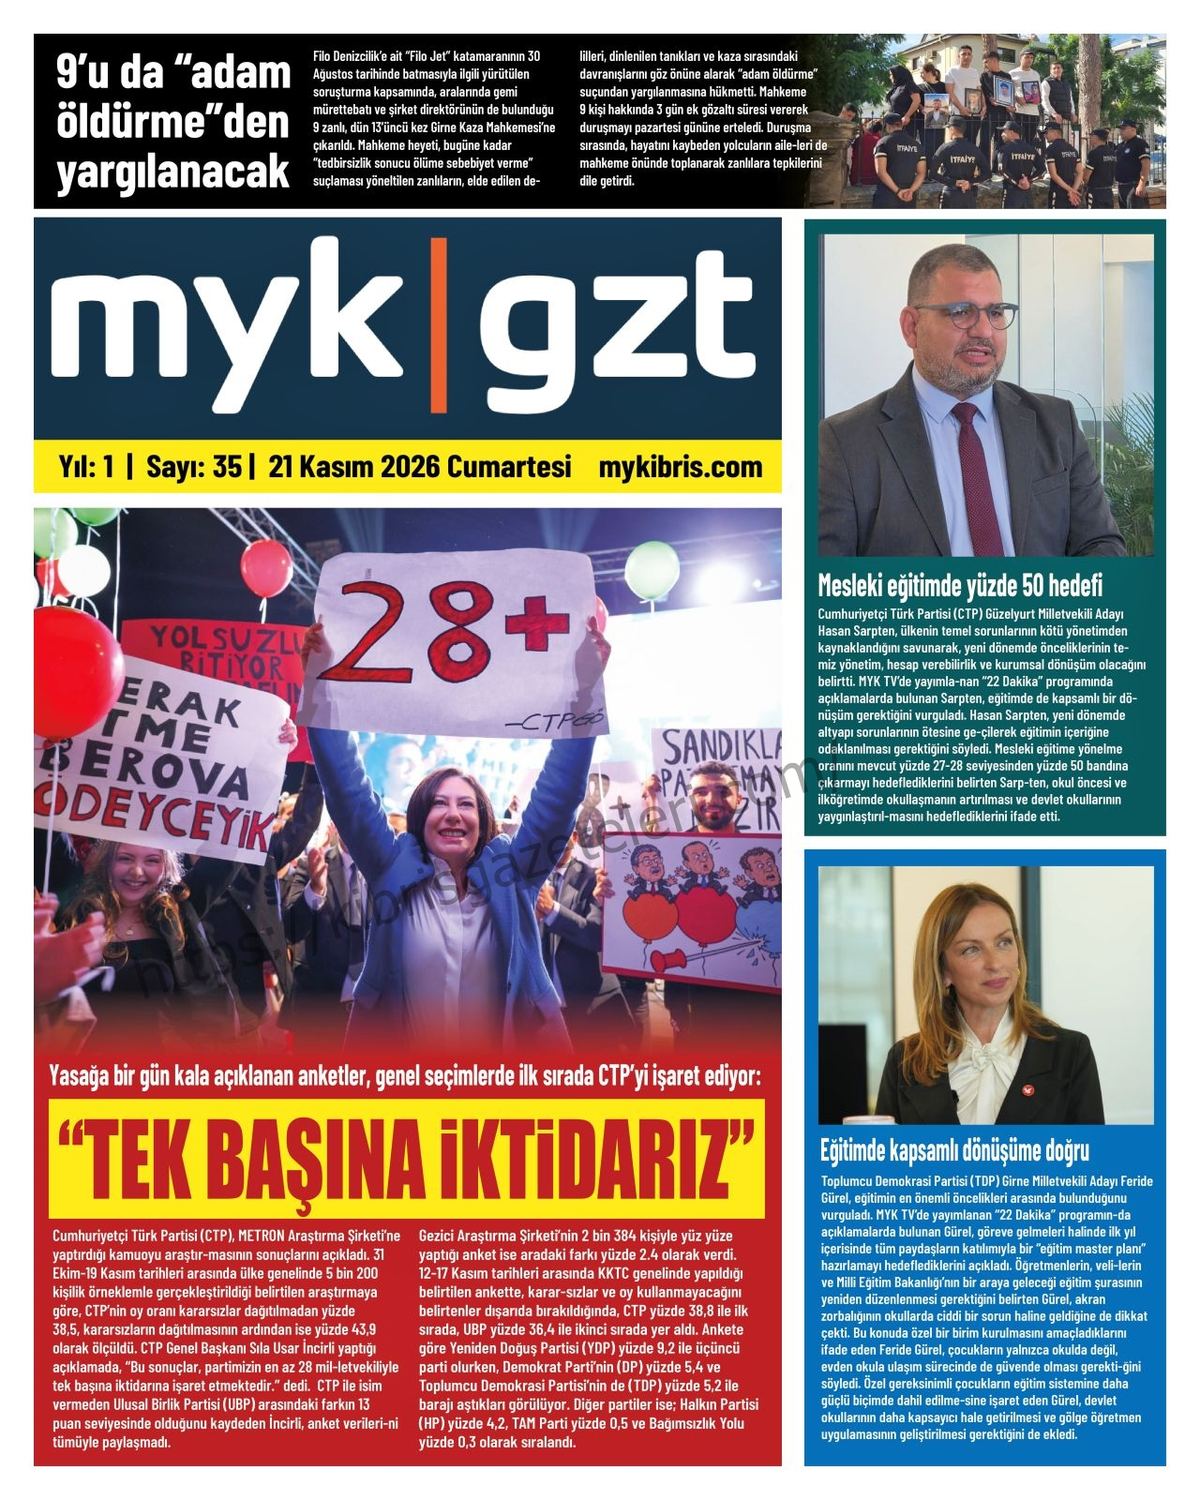 9’u da “adam
öldürme”den
yargılanacak
Filo Denizcilik’e ait “Filo Jet” katamaranının 30
Ağustos tarihinde batmasıyla ilgili yürütülen
soruşturma kapsamında, aralarında gemi
mürettebatı ve şirket direktörünün de bulunduğu
9 zanlı, dün 13’üncü kez Girne Kaza Mahkemesi’ne
çıkarıldı. Mahkeme heyeti, bugüne kadar
“tedbirsizlik sonucu ölüme sebebiyet verme”
suçlaması yöneltilen zanlıların, elde edilen de-
lilleri, dinlenilen tanıkları ve kaza sırasındaki
davranışlarını göz önüne alarak “adam öldürme”
suçundan yargılanmasına hükmetti. Mahkeme
9 kişi hakkında 3 gün ek gözaltı süresi vererek
duruşmayı pazartesi gününe erteledi. Duruşma
sırasında, hayatını kaybeden yolcuların aile-leri de
mahkeme önünde toplanarak zanlılara tepkilerini
dile getirdi.
İTFAİYE
İTFAİYE
İTFAİYE
İTFAİYE
myk|gzt
Yıl: 1 | Sayı: 35 | 21 Kasım 2026 Cumartesi mykibris.com
28+
YOLSUZLU
BİTİYOR
ERAK
TME
BEROVA
ÖDEYCEYİK
SANDIKLA
Yasağa bir gün kala açıklanan anketler, genel seçimlerde ilk sırada CTP’yi işaret ediyor:
“TEK BAŞINA İKTİDARIZ”
Cumhuriyetçi Türk Partisi (CTP), METRON Araştırma Şirketi’ne
yaptırdığı kamuoyu araştır-masının sonuçlarını açıkladı. 31
Ekim-19 Kasım tarihleri arasında ülke genelinde 5 bin 200
kişilik örneklemle gerçekleştirildiği belirtilen araştırmaya
göre, CTP’nin oy oranı kararsızlar dağıtılmadan yüzde
38,5, kararsızların dağıtılmasının ardından ise yüzde 43,9
olarak ölçüldü. CTP Genel Başkanı Sıla Usar İncirli yaptığı
açıklamada, “Bu sonuçlar, partimizin en az 28 mil-letvekiliyle
tek başına iktidarına işaret etmektedir.” dedi. CTP ile isim
vermeden Ulusal Birlik Partisi (UBP) arasındaki farkın 13
puan seviyesinde olduğunu kaydeden İncirli, anket verileri-ni
tümüyle paylaşmadı.
Gezici Araştırma Şirketi’nin 2 bin 384 kişiyle yüz yüze
yaptığı anket ise aradaki farkı yüzde 2.4 olarak verdi.
12-17 Kasım tarihleri arasında KKTC genelinde yapıldığı
belirtilen ankette, karar-sızlar ve oy kullanmayacağını
belirtenler dışarıda bırakıldığında, CTP yüzde 38,8 ile ilk
sırada, UBP yüzde 36,4 ile ikinci sırada yer aldı. Ankete
göre Yeniden Doğuş Partisi (YDP) yüzde 9,2 ile üçüncü
parti olurken, Demokrat Parti’nin (DP) yüzde 5,4 ve
Toplumcu Demokrasi Partisi’nin de (TDP) yüzde 5,2 ile
barajı aştıkları görülüyor. Diğer partiler ise; Halkın Partisi
(HP) yüzde 4,2, TAM Parti yüzde 0,5 ve Bağımsızlık Yolu
yüzde 0,3 olarak sıralandı.
Mesleki eğitimde yüzde 50 hedefi
Cumhuriyetçi Türk Partisi (CTP) Güzelyurt Milletvekili Adayı
Hasan Sarpten, ülkenin temel sorunlarının kötü yönetimden
kaynaklandığını savunarak, yeni dönemde önceliklerinin te-
miz yönetim, hesap verebilirlik ve kurumsal dönüşüm olacağını
belirtti. MYK TV’de yayımla-nan “22 Dakika” programında
açıklamalarda bulunan Sarpten, eğitimde de kapsamlı bir dö-
nüşüm gerektiğini vurguladı. Hasan Sarpten, yeni dönemde
altyapı sorunlarının ötesine ge-çilerek eğitimin içeriğine
odaklanılması gerektiğini söyledi. Mesleki eğitime yönelme
oranını mevcut yüzde 27-28 seviyesinden yüzde 50 bandına
çıkarmayı hedeflediklerini belirten Sarp-ten, okul öncesi ve
ilköğretimde okullaşmanın artırılması ve devlet okullarının
yaygınlaştırıl-masını hedeflediklerini ifade etti.
Eğitimde kapsamlı dönüşüme doğru
Toplumcu Demokrasi Partisi (TDP) Girne Milletvekili Adayı Feride
Gürel, eğitimin en önemli öncelikleri arasında bulunduğunu
vurguladı. MYK TV’de yayımlanan “22 Dakika” programın-da
açıklamalarda bulunan Gürel, göreve gelmeleri halinde ilk yıl
içerisinde tüm paydaşların katılımıyla bir “eğitim master planı”
hazırlamayı hedeflediklerini açıkladı. Öğretmenlerin, veli-lerin
ve Milli Eğitim Bakanlığı’nın bir araya geleceği eğitim şurasının
yeniden düzenlenmesi gerektiğini belirten Gürel, akran
zorbalığının okullarda ciddi bir sorun haline geldiğine de dikkat
çekti. Bu konuda özel bir birim kurulmasını amaçladıklarını
ifade eden Feride Gürel, çocukların yalnızca okulda değil,
evden okula ulaşım sürecinde de güvende olması gerekti-ğini
söyledi. Özel gereksinimli çocukların eğitim sistemine daha
güçlü biçimde dahil edilme-sine işaret eden Gürel, devlet
okullarının daha kapsayıcı hale getirilmesi ve gölge öğretmen
uygulamasının geliştirilmesi gerektiğini de ekledi.
https://kibrisgazeteleri.com/